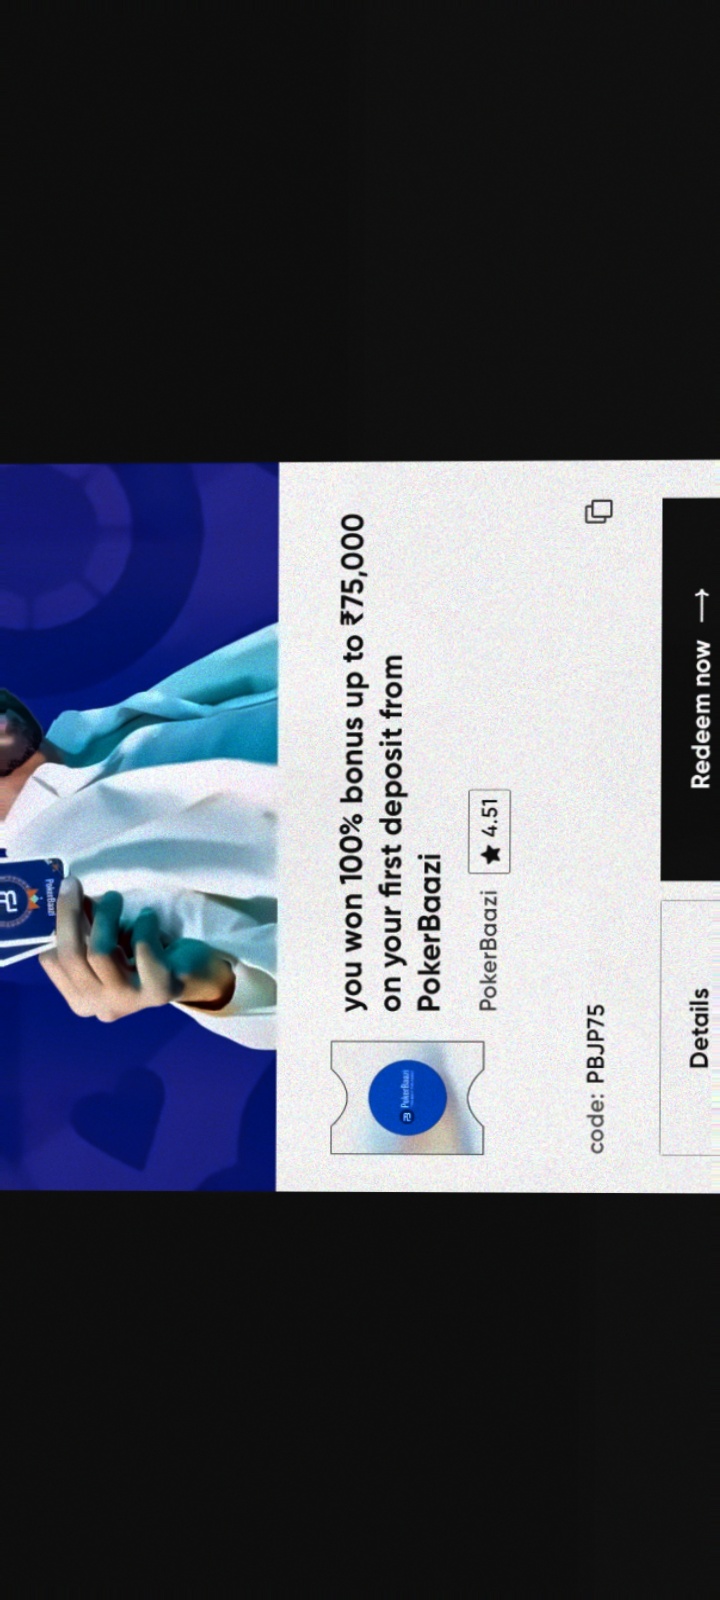 PokerBaazi
you won 100% bonus up to ₹75,000
on your first deposit from
PokerBaazi
PokerBaazi ★ 4.51
PokerBaazi
code: PBJP75
Details
Redeem now →